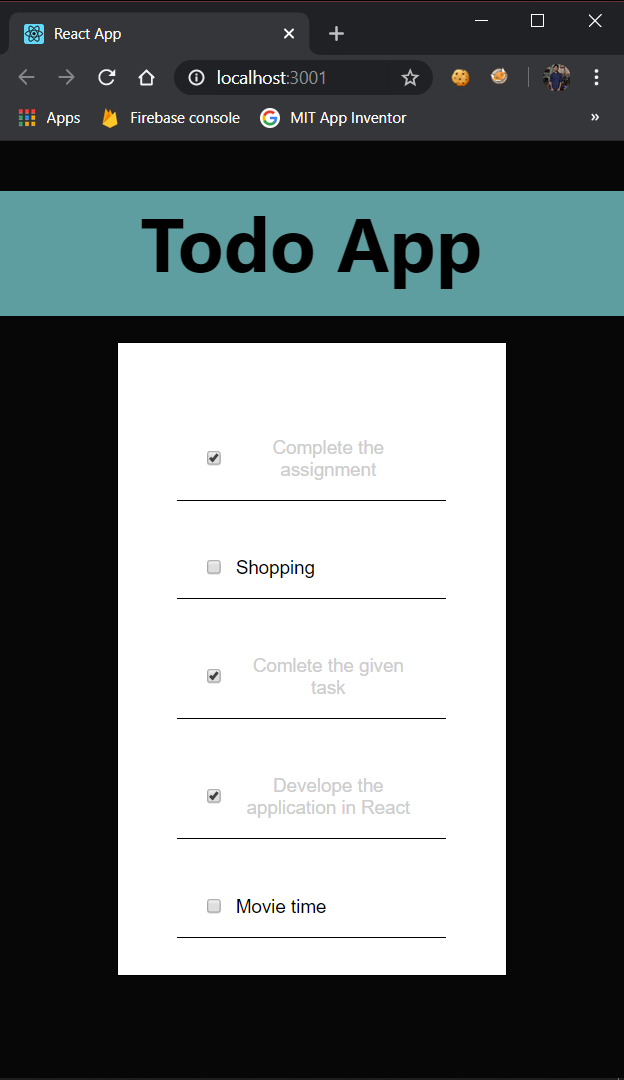 React App
localhost:3001
Apps Firebase console MIT App Inventor »
Todo App
Complete the
assignment
Shopping
Comlete the given
task
Develope the
application in React
Movie time